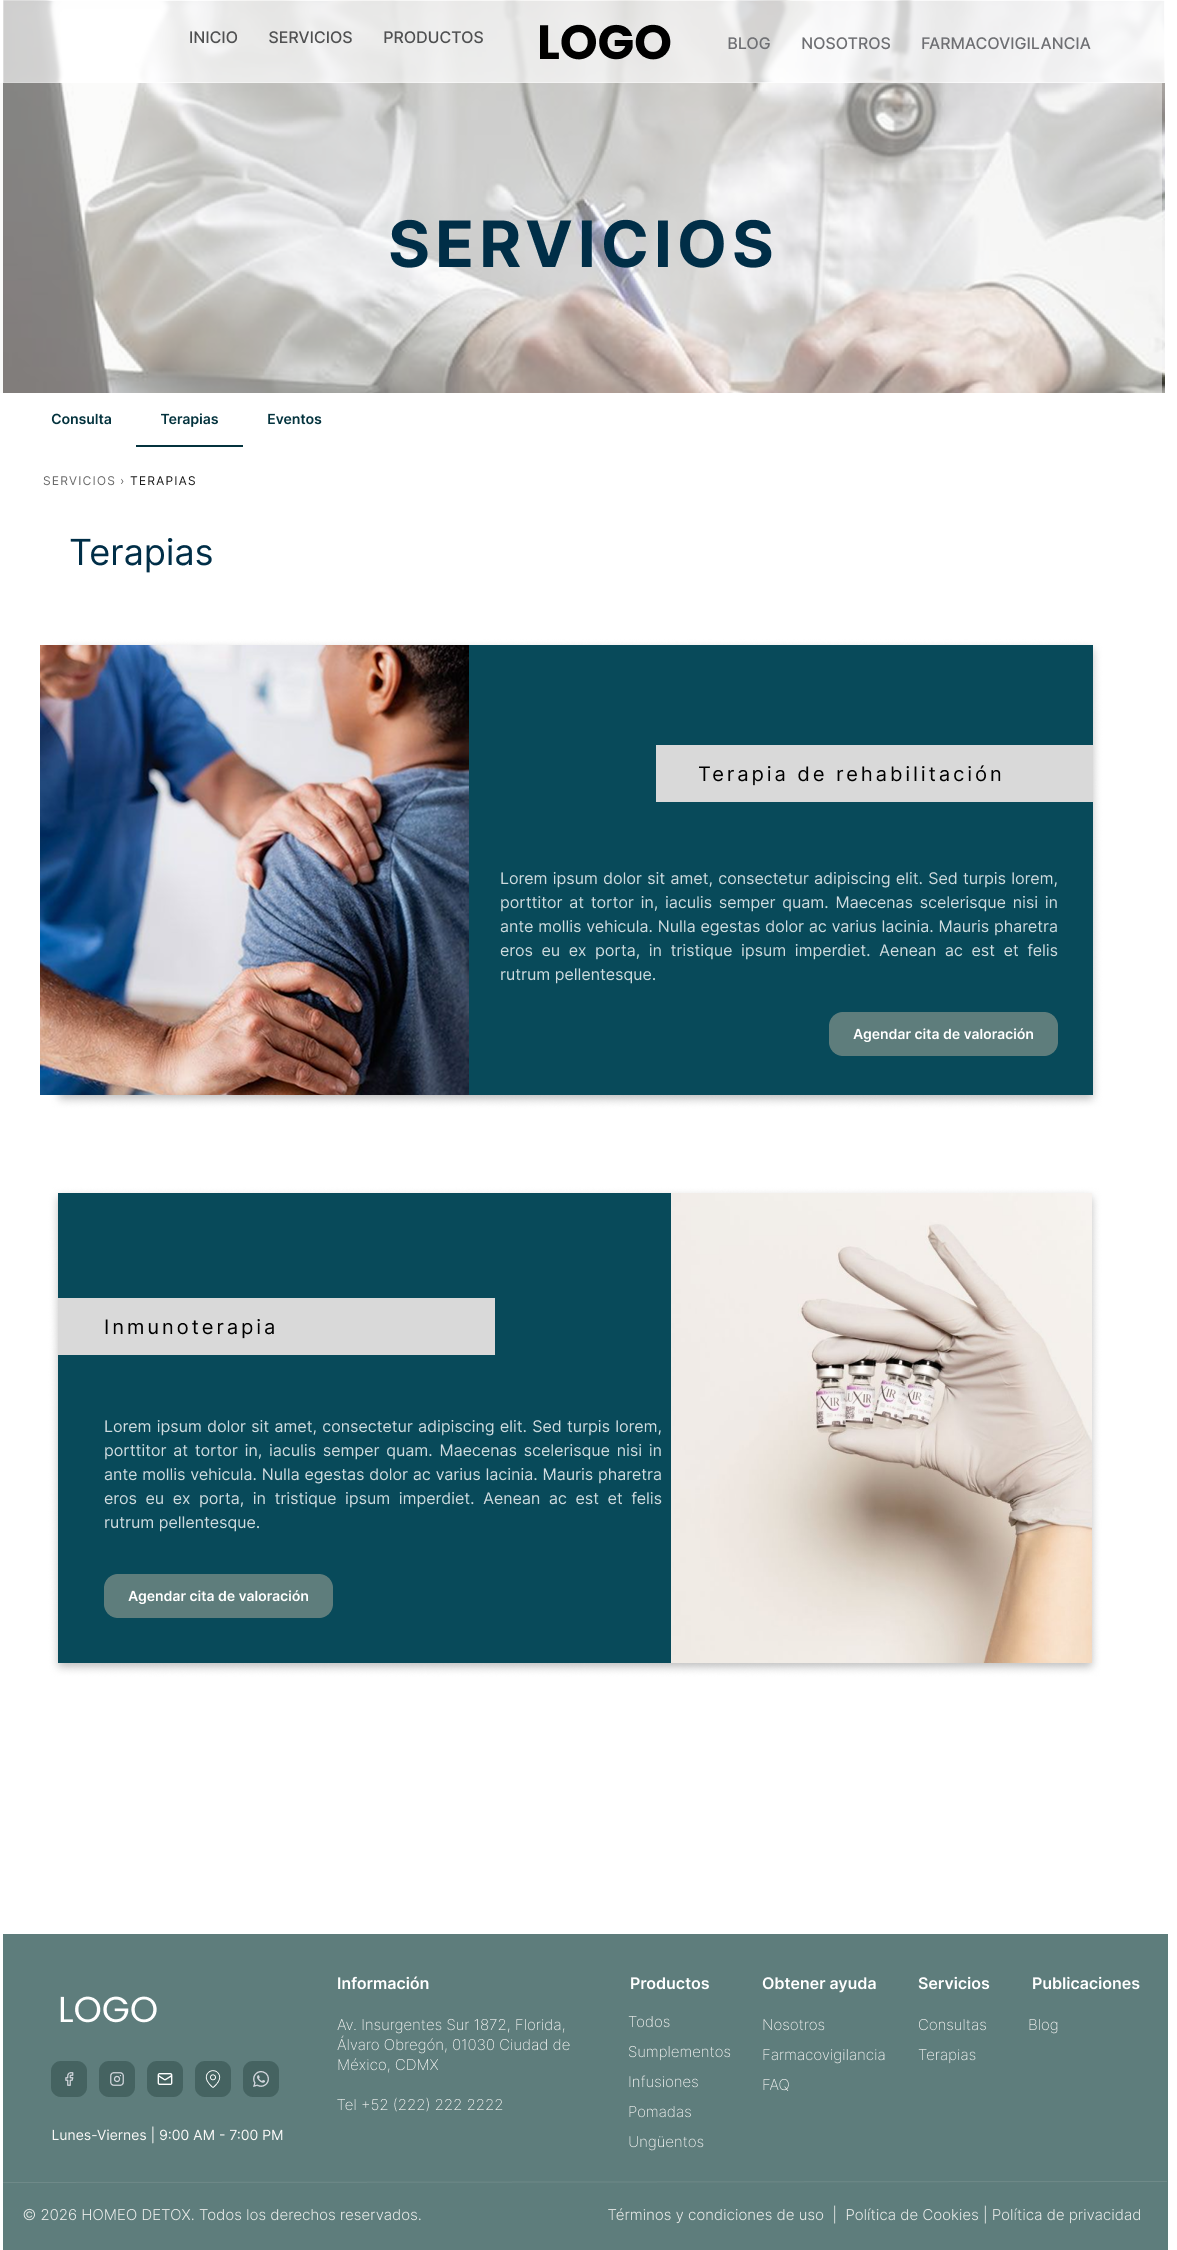 INICIO SERVICIOS PRODUCTOS LOGO BLOG NOSOTROS FARMACOVIGILANCIA
SERVICIOS
Consulta Terapias Eventos
SERVICIOS › TERAPIAS
Terapias
Terapia de rehabilitación
Lorem ipsum dolor sit amet, consectetur adipiscing elit. Sed turpis lorem,
porttitor at tortor in, iaculis semper quam. Maecenas scelerisque nisi in
ante mollis vehicula. Nulla egestas dolor ac varius lacinia. Mauris pharetra
eros eu ex porta, in tristique ipsum imperdiet. Aenean ac est et felis
rutrum pellentesque.
Agendar cita de valoración
Inmunoterapia
Lorem ipsum dolor sit amet, consectetur adipiscing elit. Sed turpis lorem,
porttitor at tortor in, iaculis semper quam. Maecenas scelerisque nisi in
ante mollis vehicula. Nulla egestas dolor ac varius lacinia. Mauris pharetra
eros eu ex porta, in tristique ipsum imperdiet. Aenean ac est et felis
rutrum pellentesque.
Agendar cita de valoración
LOGO
Lunes-Viernes | 9:00 AM - 7:00 PM
Información
Av. Insurgentes Sur 1872, Florida,
Álvaro Obregón, 01030 Ciudad de
México, CDMX
Tel +52 (222) 222 2222
Productos
Todos
Sumplementos
Infusiones
Pomadas
Ungüentos
Obtener ayuda
Nosotros
Farmacovigilancia
FAQ
Servicios
Consultas
Terapias
Publicaciones
Blog
© 2026 HOMEO DETOX. Todos los derechos reservados.
Términos y condiciones de uso | Política de Cookies | Política de privacidad